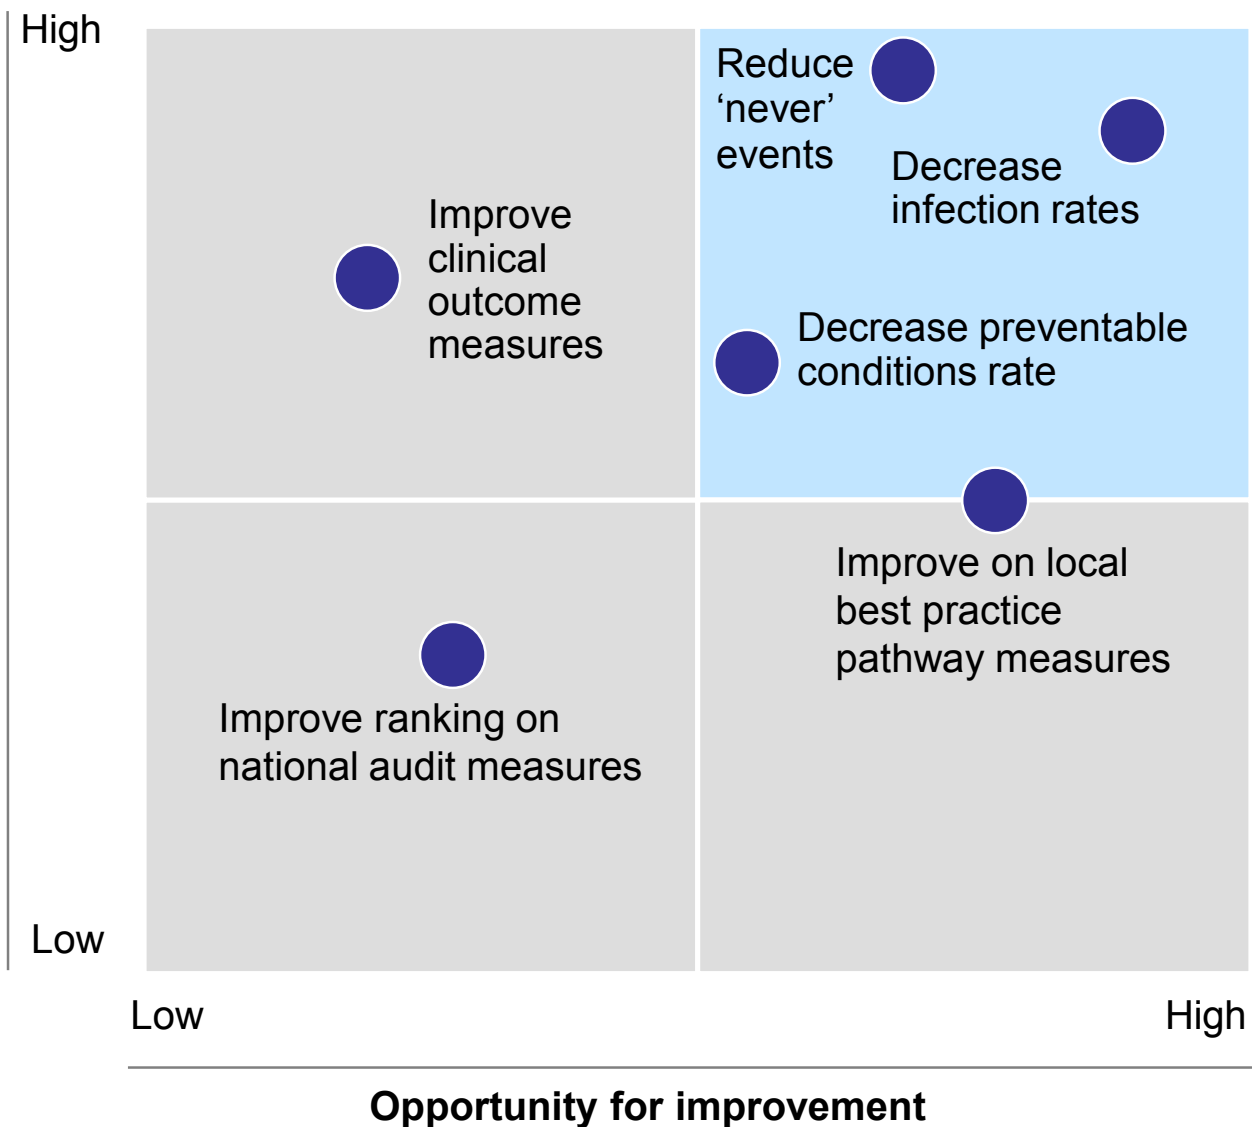 High
Reduce
‘never’
events
Decrease
infection rates
Improve
clinical
outcome
measures
Decrease preventable
conditions rate
Improve on local
best practice
pathway measures
Improve ranking on
national audit measures
Low
Low
High
Opportunity for improvement